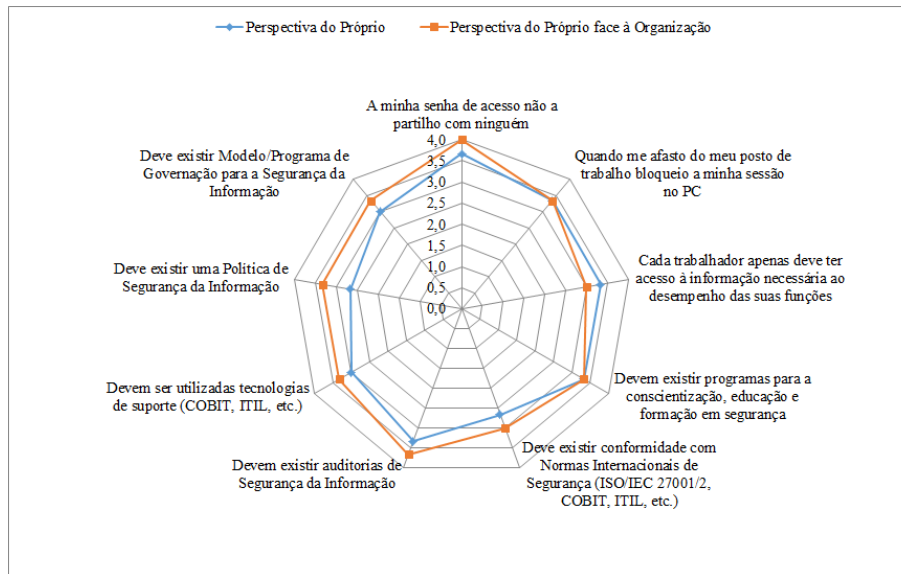 Perspectiva do Próprio
Perspectiva do Próprio face à Organização
A minha senha de acesso não a
partilho com ninguém
Quando me afasto do meu posto de
trabalho bloqueio a minha sessão
no PC
Cada trabalhador apenas deve ter
acesso à informação necessária ao
desempenho das suas funções
Devem existir programas para a
conscientização, educação e
formação em segurança
Deve existir conformidade com
Normas Internacionais de
Segurança (ISO/IEC 27001/2,
COBIT, ITIL, etc.)
Devem existir auditorias de
Segurança da Informação
Devem ser utilizadas tecnologias
de suporte (COBIT, ITIL, etc.)
Deve existir uma Politica de
Segurança da Informação
Deve existir Modelo/Programa de
Governação para a Segurança da
Informação
4,0
3,5
3,0
2,5
2,0
1,5
1,0
0,5
0,0